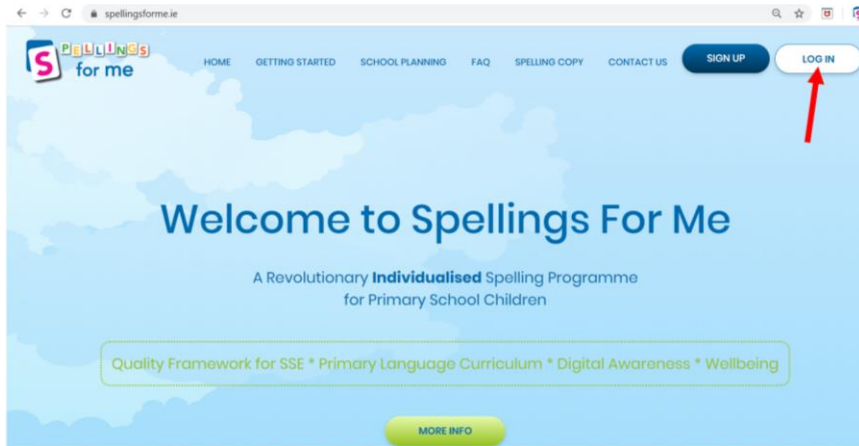 spellingsforme.ie
SPELLINGS
for me
HOME GETTING STARTED SCHOOL PLANNING FAQ SPELLING COPY CONTACT US SIGN UP LOG IN
Welcome to Spellings For Me
A Revolutionary Individualised Spelling Programme
for Primary School Children
Quality Framework for SSE * Primary Language Curriculum * Digital Awareness * Wellbeing
MORE INFO